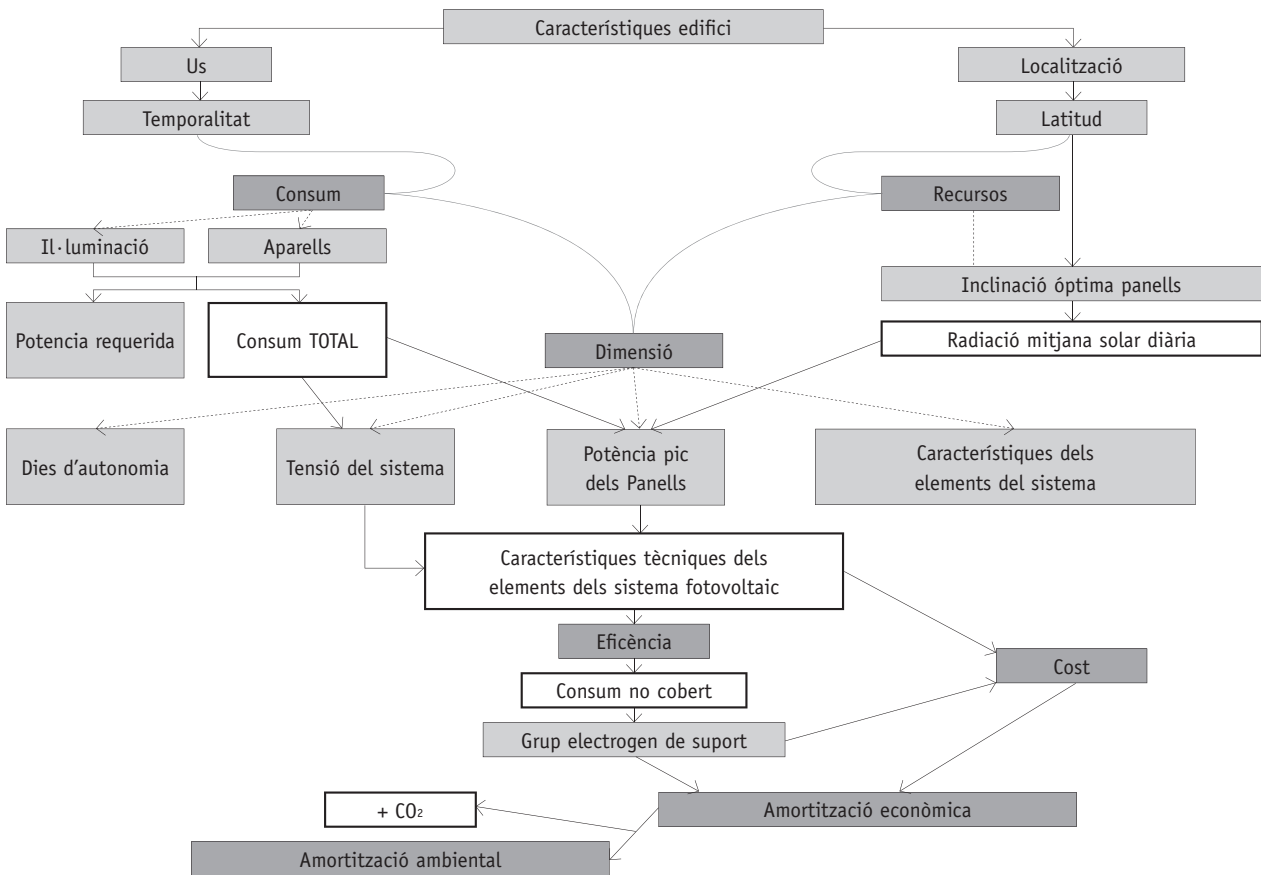 Característiques edifici
Us
Localització
Temporalitat
Latitud
Consum
Recursos
Il·luminació
Aparells
Inclinació óptima panells
Potencia requerida
Consum TOTAL
Dimensió
Radiació mitjana solar diària
Dies d'autonomia
Tensió del sistema
Potència pic
dels Panells
Característiques dels
elements del sistema
Característiques tècniques dels
elements dels sistema fotovoltaic
Eficència
Cost
Consum no cobert
Grup electrogen de suport
+ CO₂
Amortització econòmica
Amortització ambiental